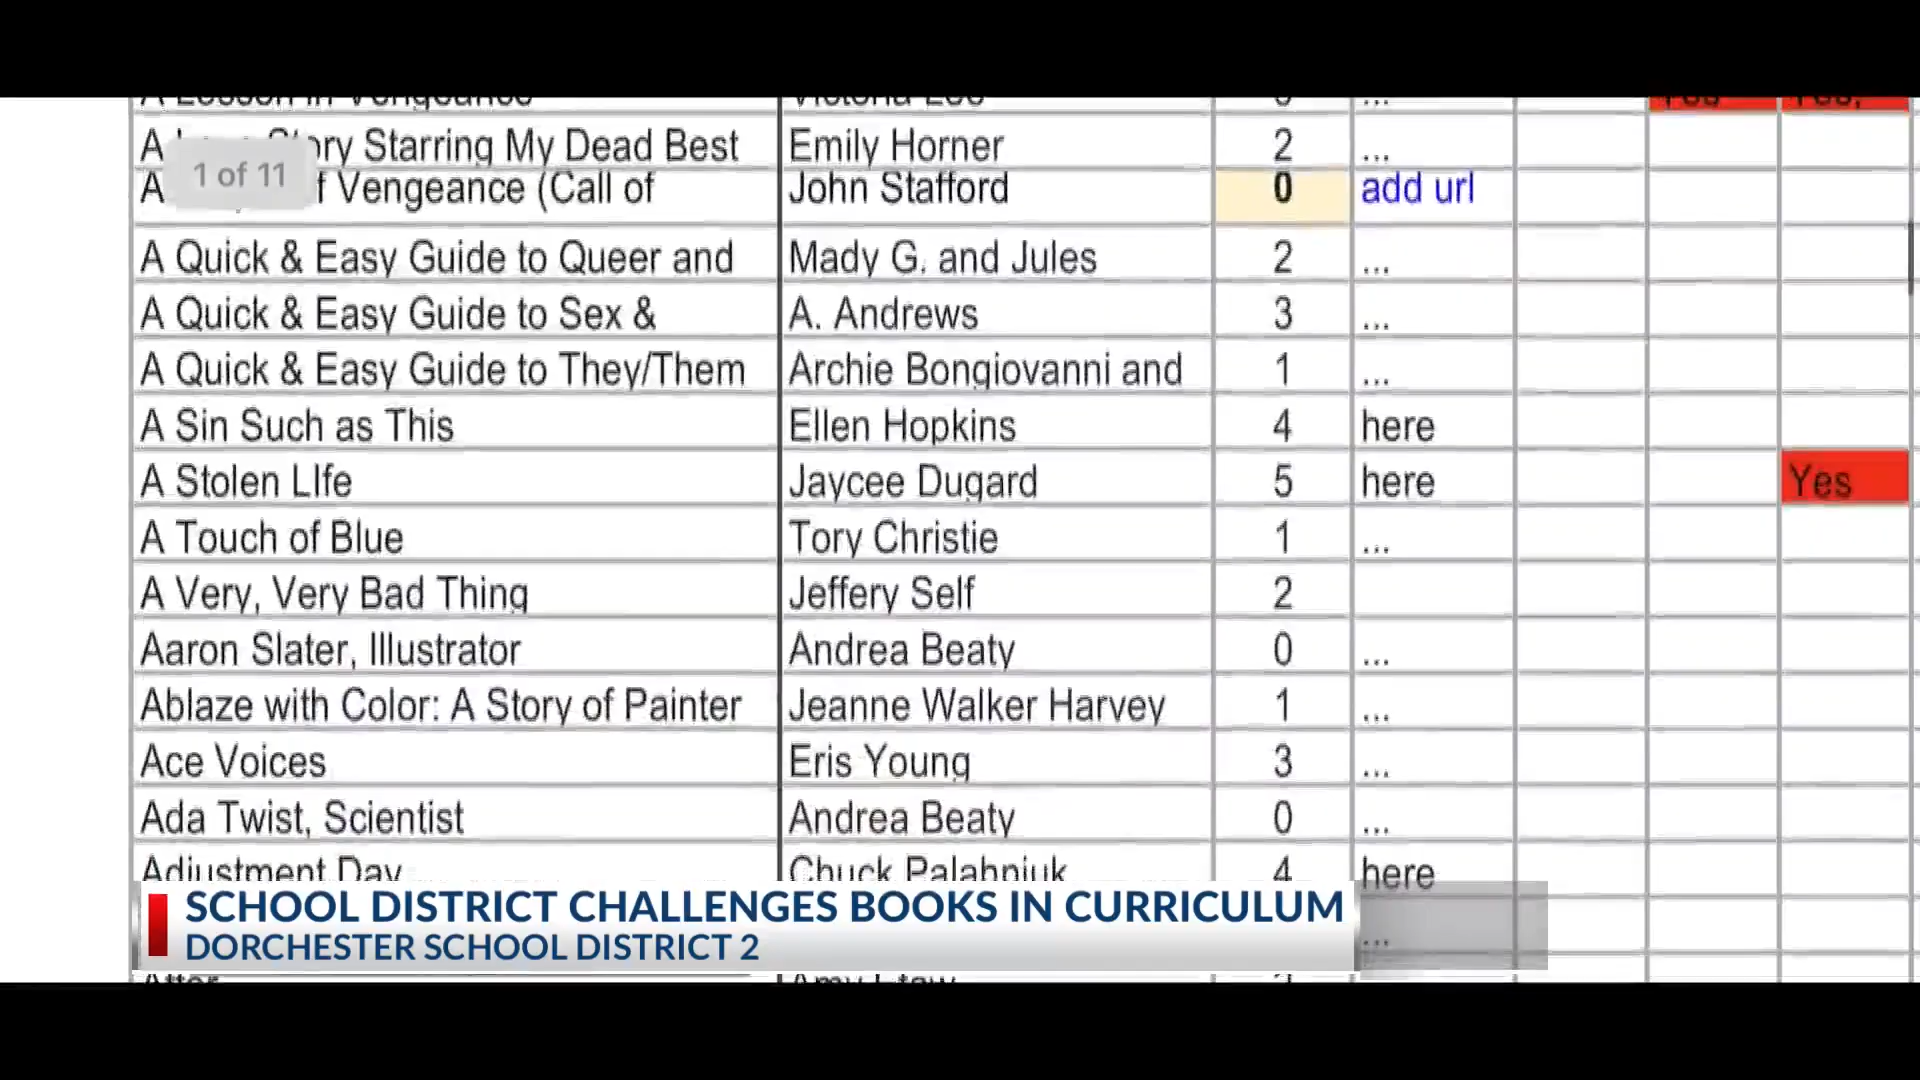 A Lesson in Vengeance Victoria Lee ...
A Story Starring My Dead Best Emily Horner 2 ...
1 of 11
A f Vengeance (Call of John Stafford 0 add url
A Quick & Easy Guide to Queer and Mady G. and Jules 2 ...
A Quick & Easy Guide to Sex & A. Andrews 3 ...
A Quick & Easy Guide to They/Them Archie Bongiovanni and 1 ...
A Sin Such as This Ellen Hopkins 4 here
A Stolen LIfe Jaycee Dugard 5 here Yes
A Touch of Blue Tory Christie 1 ...
A Very, Very Bad Thing Jeffery Self 2
Aaron Slater, Illustrator Andrea Beaty 0 ...
Ablaze with Color: A Story of Painter Jeanne Walker Harvey 1 ...
Ace Voices Eris Young 3 ...
Ada Twist, Scientist Andrea Beaty 0 ...
Adjustment Day Chuck Palahniuk 4 here
SCHOOL DISTRICT CHALLENGES BOOKS IN CURRICULUM
...
DORCHESTER SCHOOL DISTRICT 2